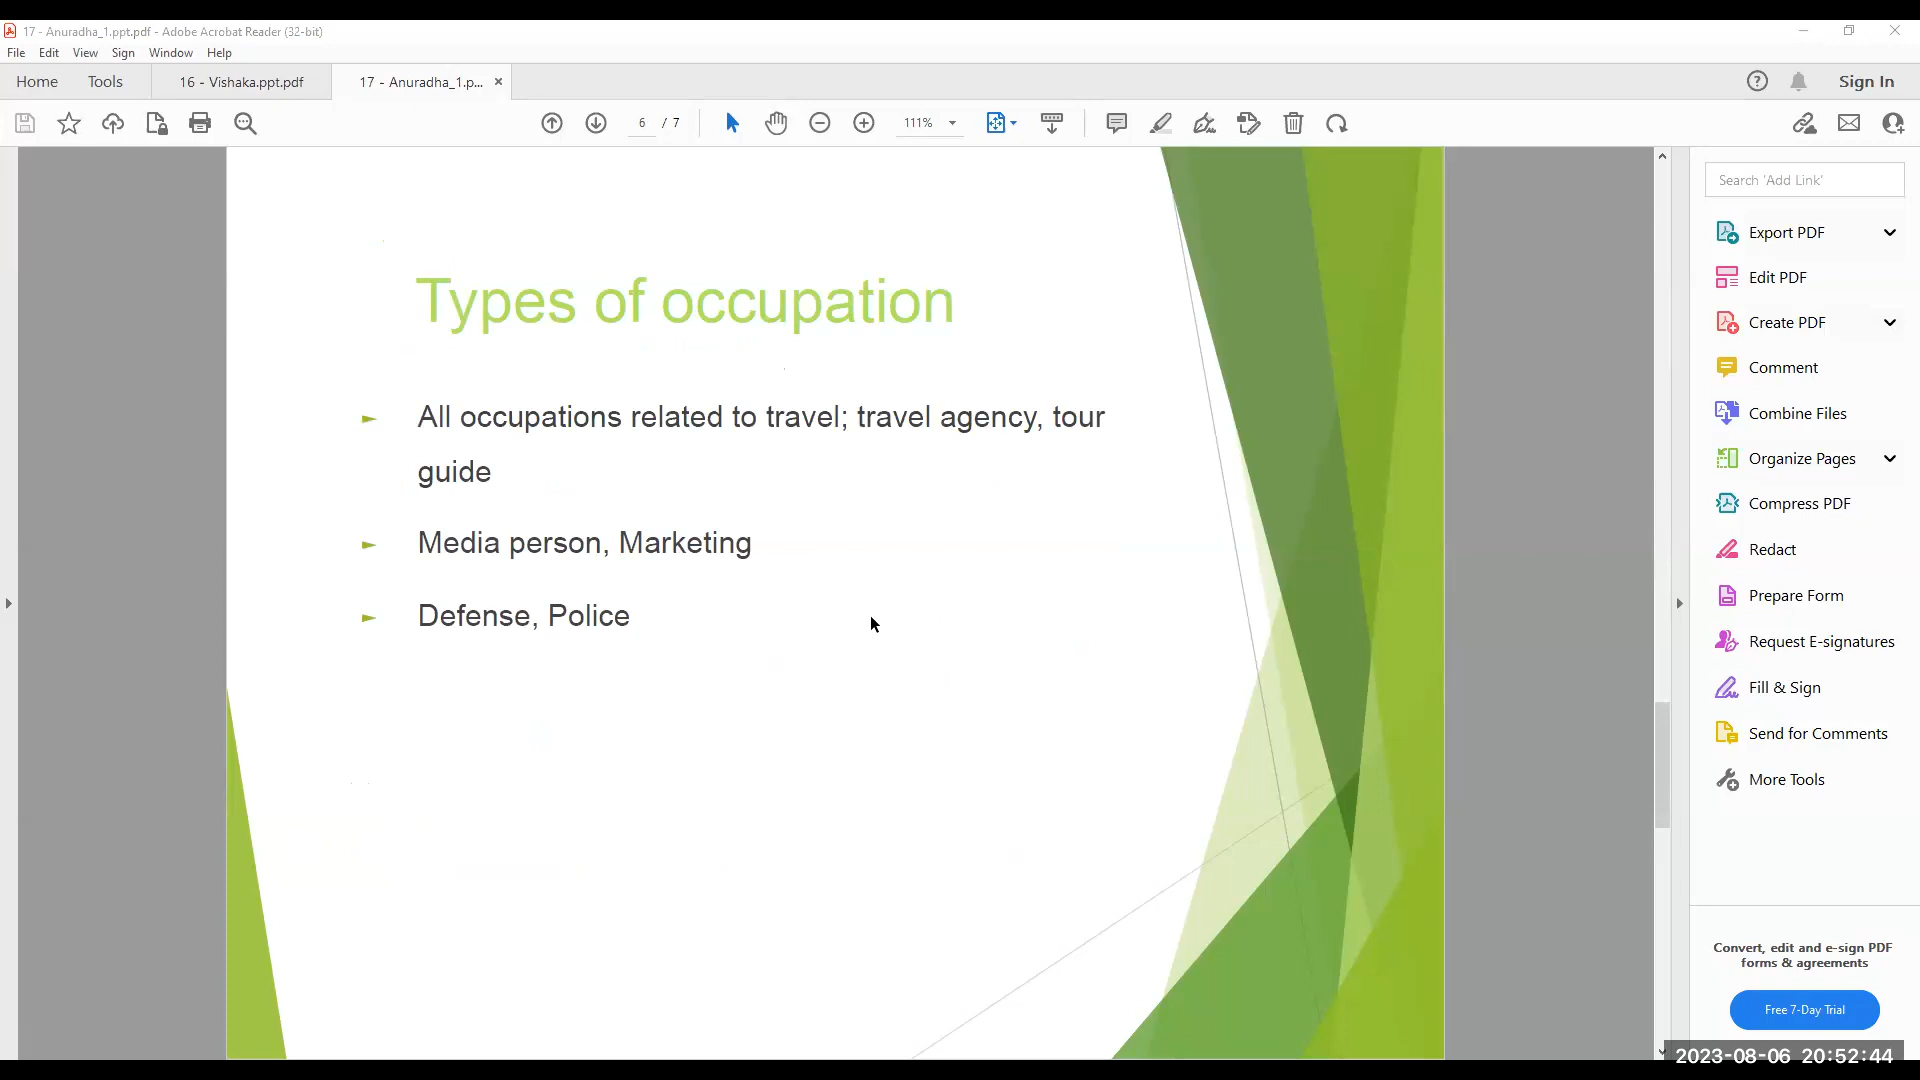 17 - Anuradha_1.ppt.pdf - Adobe Acrobat Reader (32-bit)
File Edit View Sign Window Help
Home Tools 16 - Vishaka.ppt.pdf 17 - Anuradha_1.p... Sign In
6 / 7 111%
Search 'Add Link'
Export PDF
Edit PDF
Create PDF
Comment
Combine Files
Organize Pages
Compress PDF
Redact
Prepare Form
Request E-signatures
Fill & Sign
Send for Comments
More Tools
Convert, edit and e-sign PDF
forms & agreements
Free 7-Day Trial
Types of occupation
All occupations related to travel; travel agency, tour
guide
Media person, Marketing
Defense, Police
2023-08-06 20:52:44